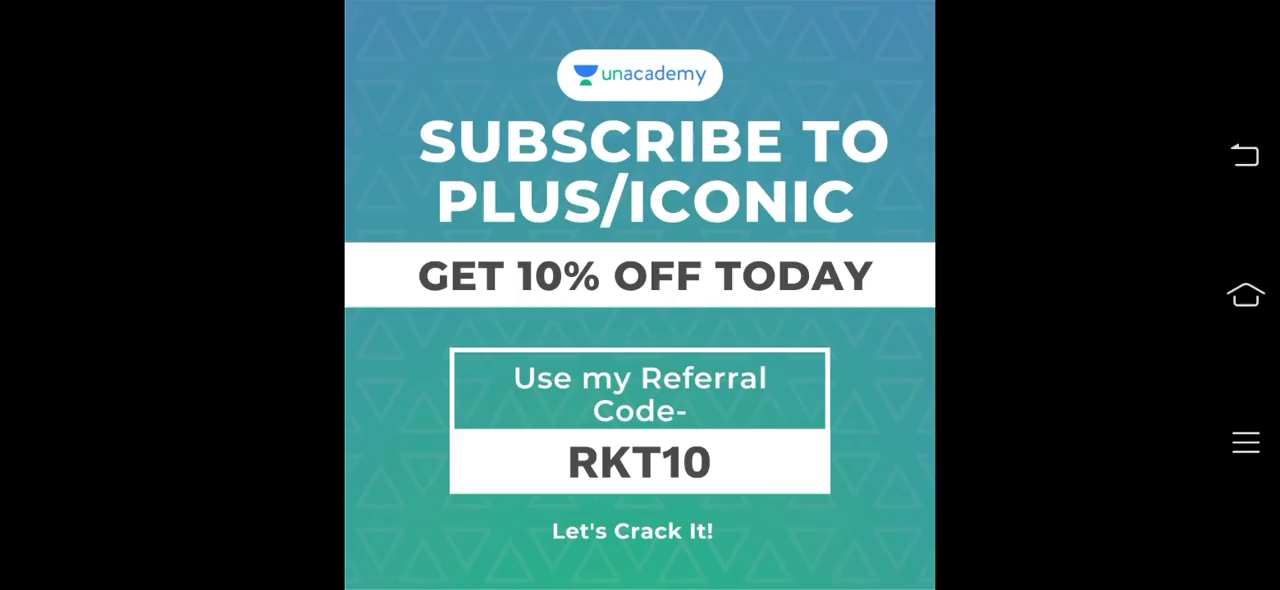 unacademy
SUBSCRIBE TO
PLUS/ICONIC
GET 10% OFF TODAY
Use my Referral
Code-
RKT10
Let's Crack It!